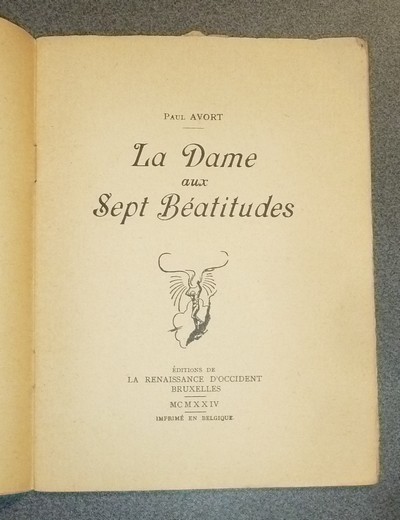 Paul AVORT
La Dame
aux
Sept Béatitudes
ÉDITIONS DE
LA RENAISSANCE D'OCCIDENT
BRUXELLES
MCMXXIV
IMPRIMÉ EN BELGIQUE